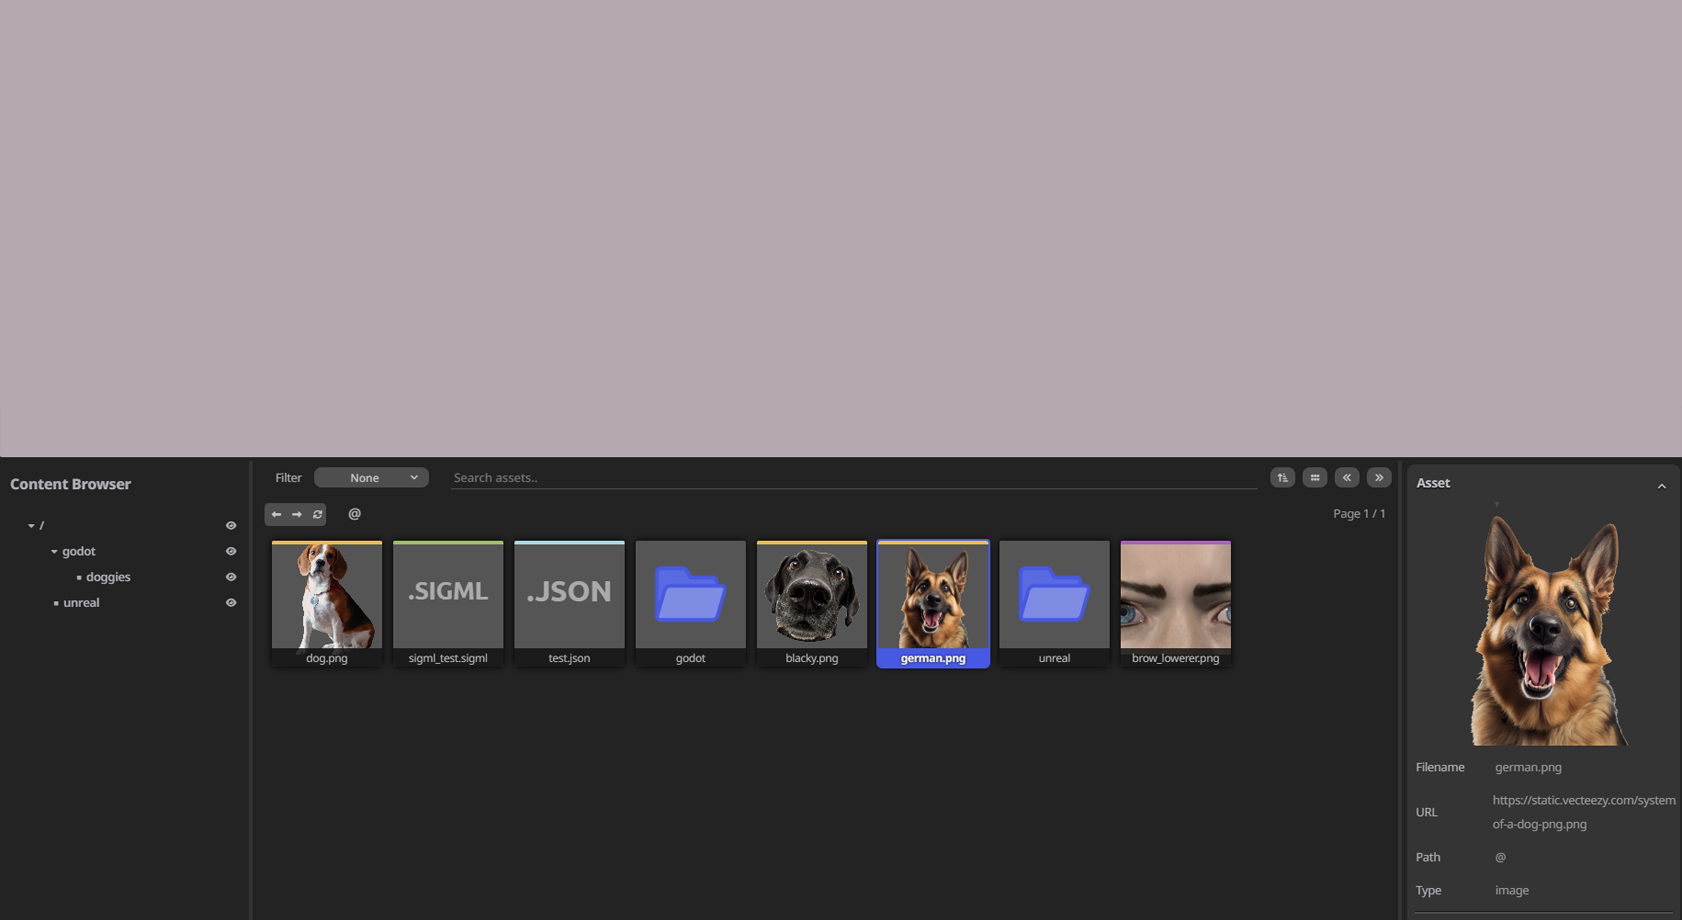 Content Browser
/
godot
doggies
unreal
Filter
None
Search assets..
@
Page 1 / 1
.SIGML
.JSON
dog.png
sigml_test.sigml
test.json
godot
blacky.png
german.png
unreal
brow_lowerer.png
Asset
Filename german.png
URL https://static.vecteezy.com/system
of-a-dog-png.png
Path @
Type image